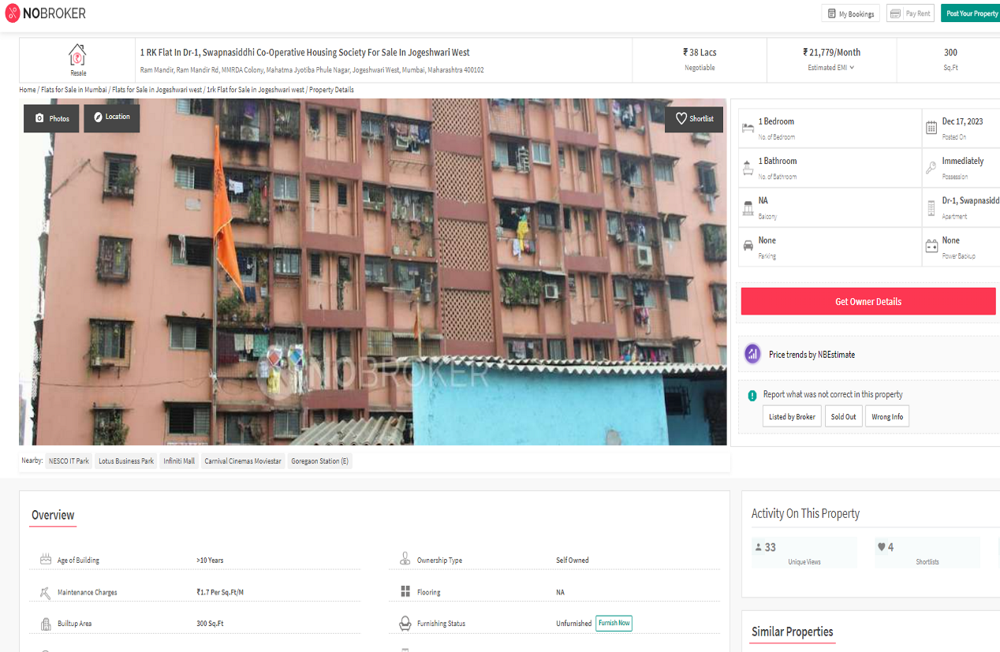 NOBROKER
My Bookings
Pay Rent
Post Your Property
Resale
1 RK Flat In Dr-1, Swapnasiddhi Co-Operative Housing Society For Sale In Jogeshwari West
Ram Mandir, Ram Mandir Rd, MMRDA Colony, Mahatma Jyotiba Phule Nagar, Jogeshwari West, Mumbai, Maharashtra 400102
₹ 38 Lacs
Negotiable
₹ 21,779/Month
Estimated EMI
300
Sq.Ft
Home / Flats for Sale in Mumbai / Flats for Sale in Jogeshwari west / 1rk Flat for Sale in Jogeshwari west / Property Details
Photos
Location
Shortlist
NOBROKER
1 Bedroom
No. of Bedroom
Dec 17, 2023
Posted On
1 Bathroom
No. of Bathroom
Immediately
Possession
NA
Balcony
Dr-1, Swapnasidd
Apartment
None
Parking
None
Power Backup
Get Owner Details
Price trends by NBEstimate
Report what was not correct in this property
Listed by Broker
Sold Out
Wrong Info
Nearby:
NESCO IT Park
Lotus Business Park
Infiniti Mall
Carnival Cinemas Moviestar
Goregaon Station (E)
Overview
Age of Building
>10 Years
Ownership Type
Self Owned
Maintenance Charges
₹1.7 Per Sq.Ft/M
Flooring
NA
Builtup Area
300 Sq.Ft
Furnishing Status
Unfurnished
Furnish Now
Activity On This Property
33
Unique Views
4
Shortlists
Similar Properties